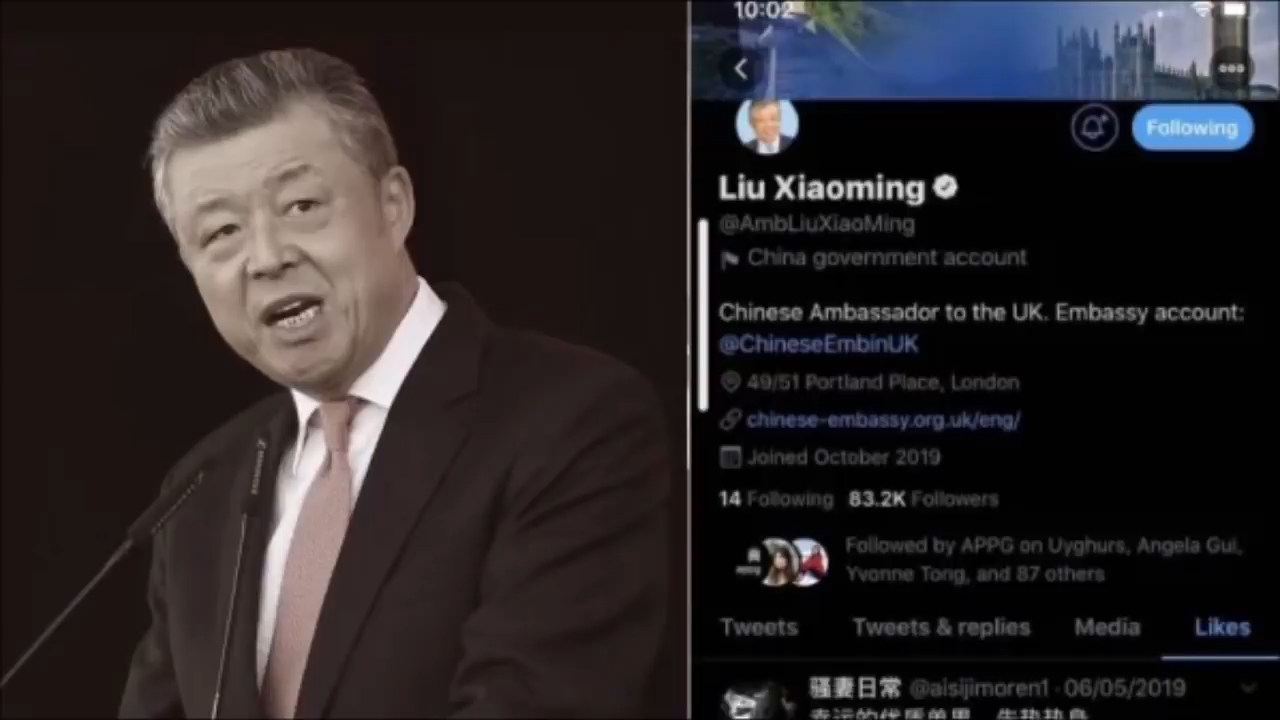 10:02
Following
Liu Xiaoming
@AmbLiuXiaoMing
China government account
Chinese Ambassador to the UK. Embassy account:
@ChineseEmbinUK
49/51 Portland Place, London
chinese-embassy.org.uk/eng/
Joined October 2019
14 Following 83.2K Followers
Followed by APPG on Uyghurs, Angela Gui,
Yvonne Tong, and 87 others
Tweets Tweets & replies Media Likes
骚妻日常 @aisijimoren1 · 06/05/2019